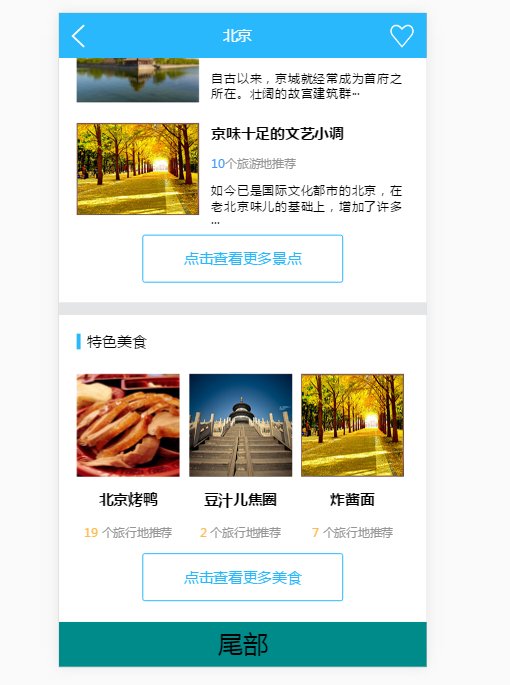 北京
自古以来，京城就经常成为首府之
所在。壮阔的故宫建筑群…
京味十足的文艺小调
10个旅游地推荐
如今已是国际文化都市的北京，在
老北京味儿的基础上，增加了许多
…
点击查看更多景点
特色美食
北京烤鸭 豆汁儿焦圈 炸酱面
19 个旅行地推荐 2 个旅行地推荐 7 个旅行地推荐
点击查看更多美食
尾部